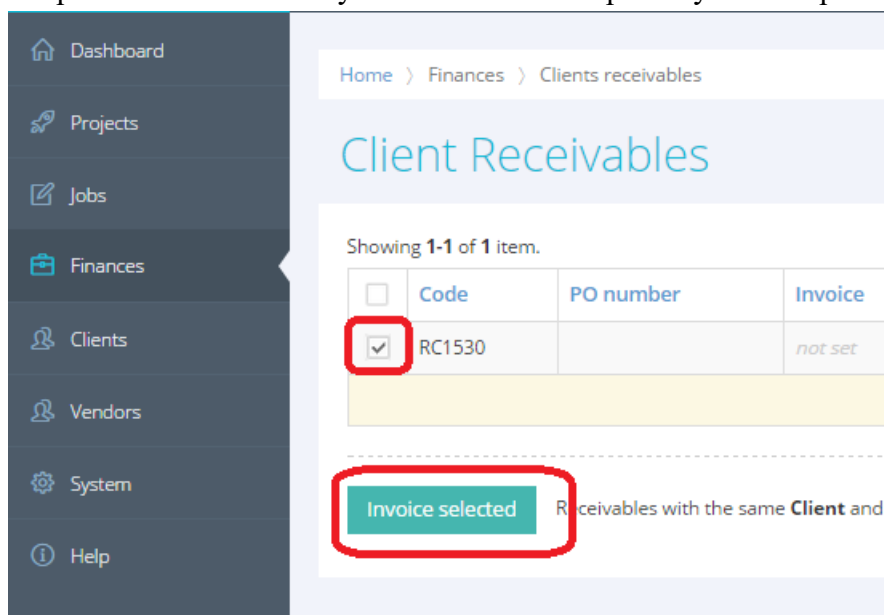 Dashboard
Projects
Jobs
Finances
Clients
Vendors
System
Help
Home 〉 Finances 〉 Clients receivables
Client Receivables
Showing 1-1 of 1 item.
Code PO number Invoice
RC1530 not set
Invoice selected Receivables with the same Client and